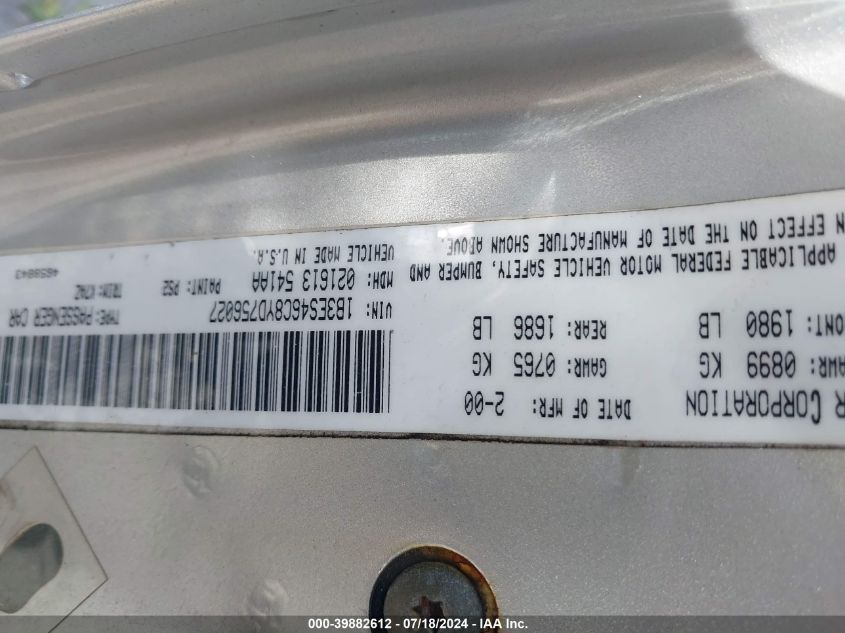 R CORPORATION DATE OF MFR: 2-00
AWR: 0899 KG GAWR: 0765 KG
ONT: 1980 LB REAR: 1686 LB
APPLICABLE FEDERAL MOTOR VEHICLE SAFETY, BUMPER AND
N EFFECT ON THE DATE OF MANUFACTURE SHOWN ABOVE.
VIN: 1B3ES46C8YD756027 TYPE: PASSENGER CAR
MDH: 021613 541AA PAINT: PS2 TRIM: K7AZ
VEHICLE MADE IN U.S.A. 4658843
000-39882612 - 07/18/2024 - IAA Inc.